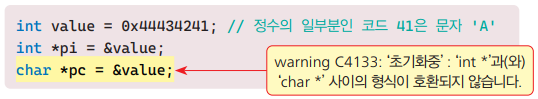 int value = 0x44434241; // 정수의 일부분인 코드 41은 문자 'A'
int *pi = &value;
char *pc = &value;
warning C4133: ‘초기화중’ : ‘int *’과(와)
‘char *’ 사이의 형식이 호환되지 않습니다.